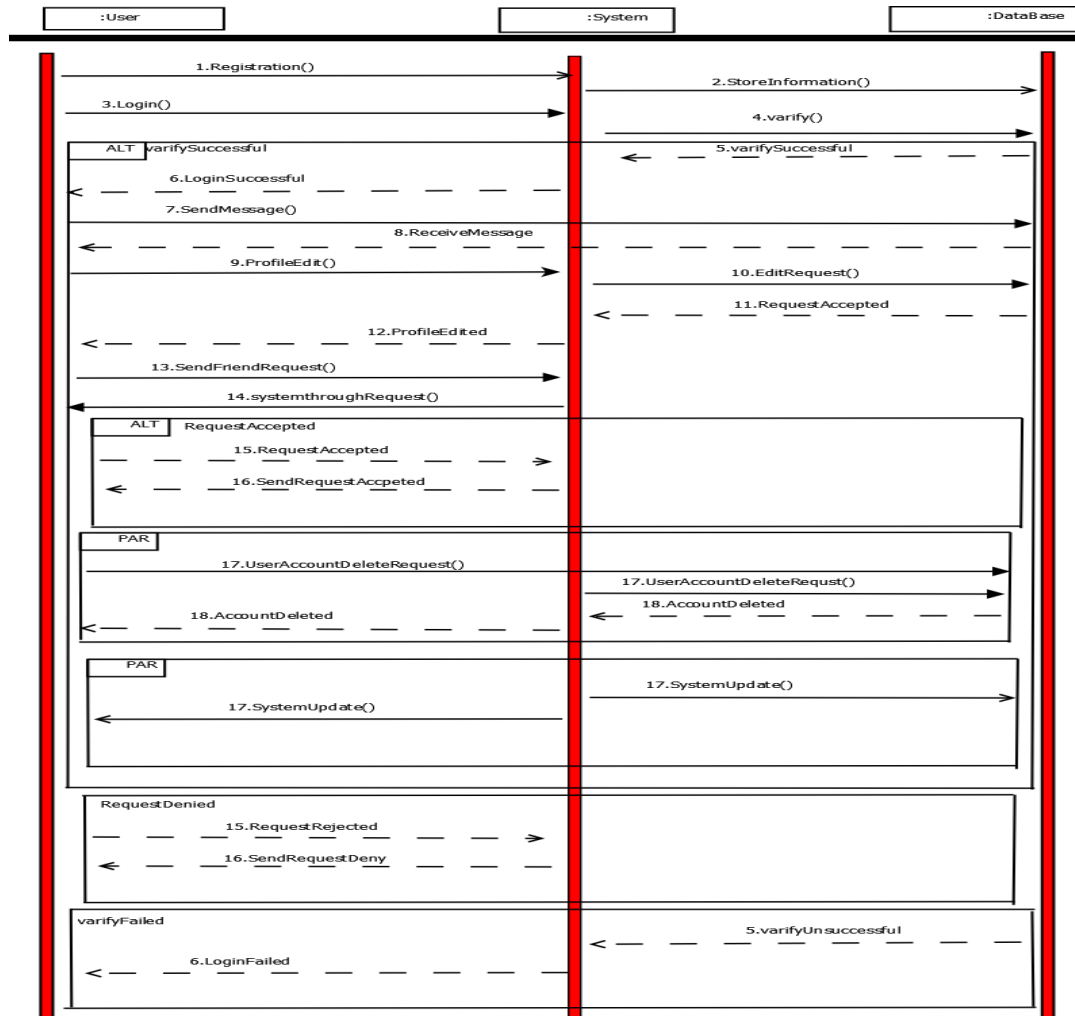 :User
:System
:DataBase
1.Registration()
2.StoreInformation()
3.Login()
4.varify()
ALT varifySuccessful
5.varifySuccessful
6.LoginSuccessful
7.SendMessage()
8.ReceiveMessage
9.ProfileEdit()
10.EditRequest()
11.RequestAccepted
12.ProfileEdited
13.SendFriendRequest()
14.systemthroughRequest()
ALT RequestAccepted
15.RequestAccepted
16.SendRequestAccpeted
PAR
17.UserAccountDeleteRequest()
17.UserAccountDeleteRequst()
18.AccountDeleted
18.AccountDeleted
PAR
17.SystemUpdate()
17.SystemUpdate()
RequestDenied
15.RequestRejected
16.SendRequestDeny
varifyFailed
5.varifyUnsuccessful
6.LoginFailed